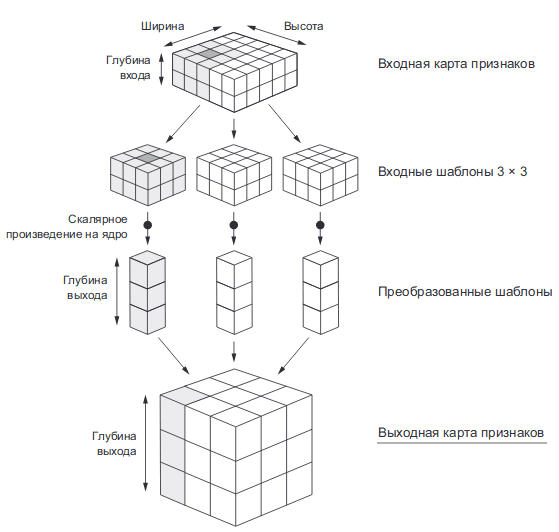 Ширина
Высота
Глубина
входа
Входная карта признаков
Входные шаблоны 3 × 3
Скалярное
произведение на ядро
Глубина
выхода
Преобразованные шаблоны
Глубина
выхода
Выходная карта признаков